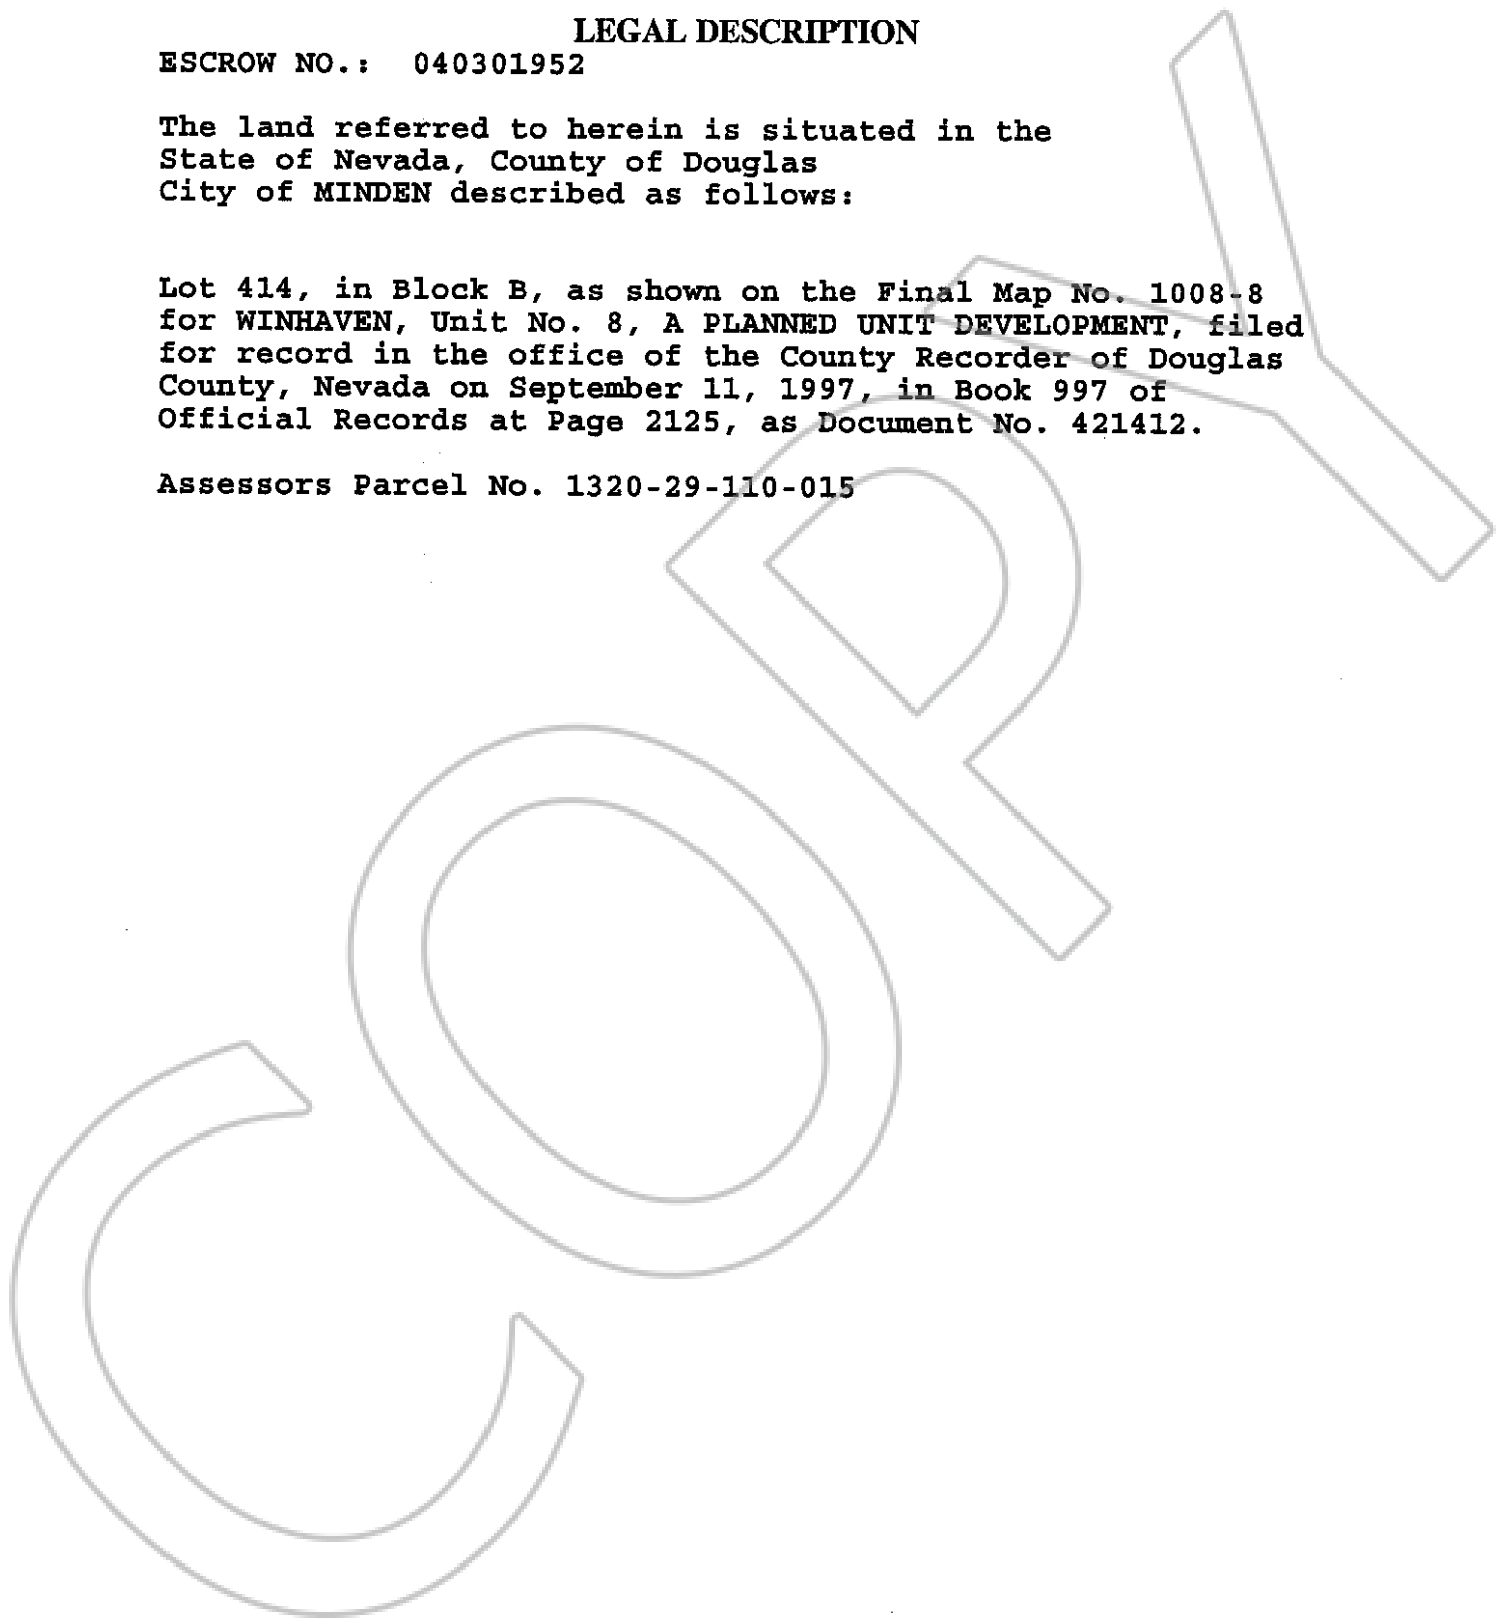 LEGAL DESCRIPTION
ESCROW NO.: 040301952
The land referred to herein is situated in the
State of Nevada, County of Douglas
City of MINDEN described as follows:
Lot 414, in Block B, as shown on the Final Map No. 1008-8
for WINHAVEN, Unit No. 8, A PLANNED UNIT DEVELOPMENT, filed
for record in the office of the County Recorder of Douglas
County, Nevada on September 11, 1997, in Book 997 of
Official Records at Page 2125, as Document No. 421412.
Assessors Parcel No. 1320-29-110-015
COPY